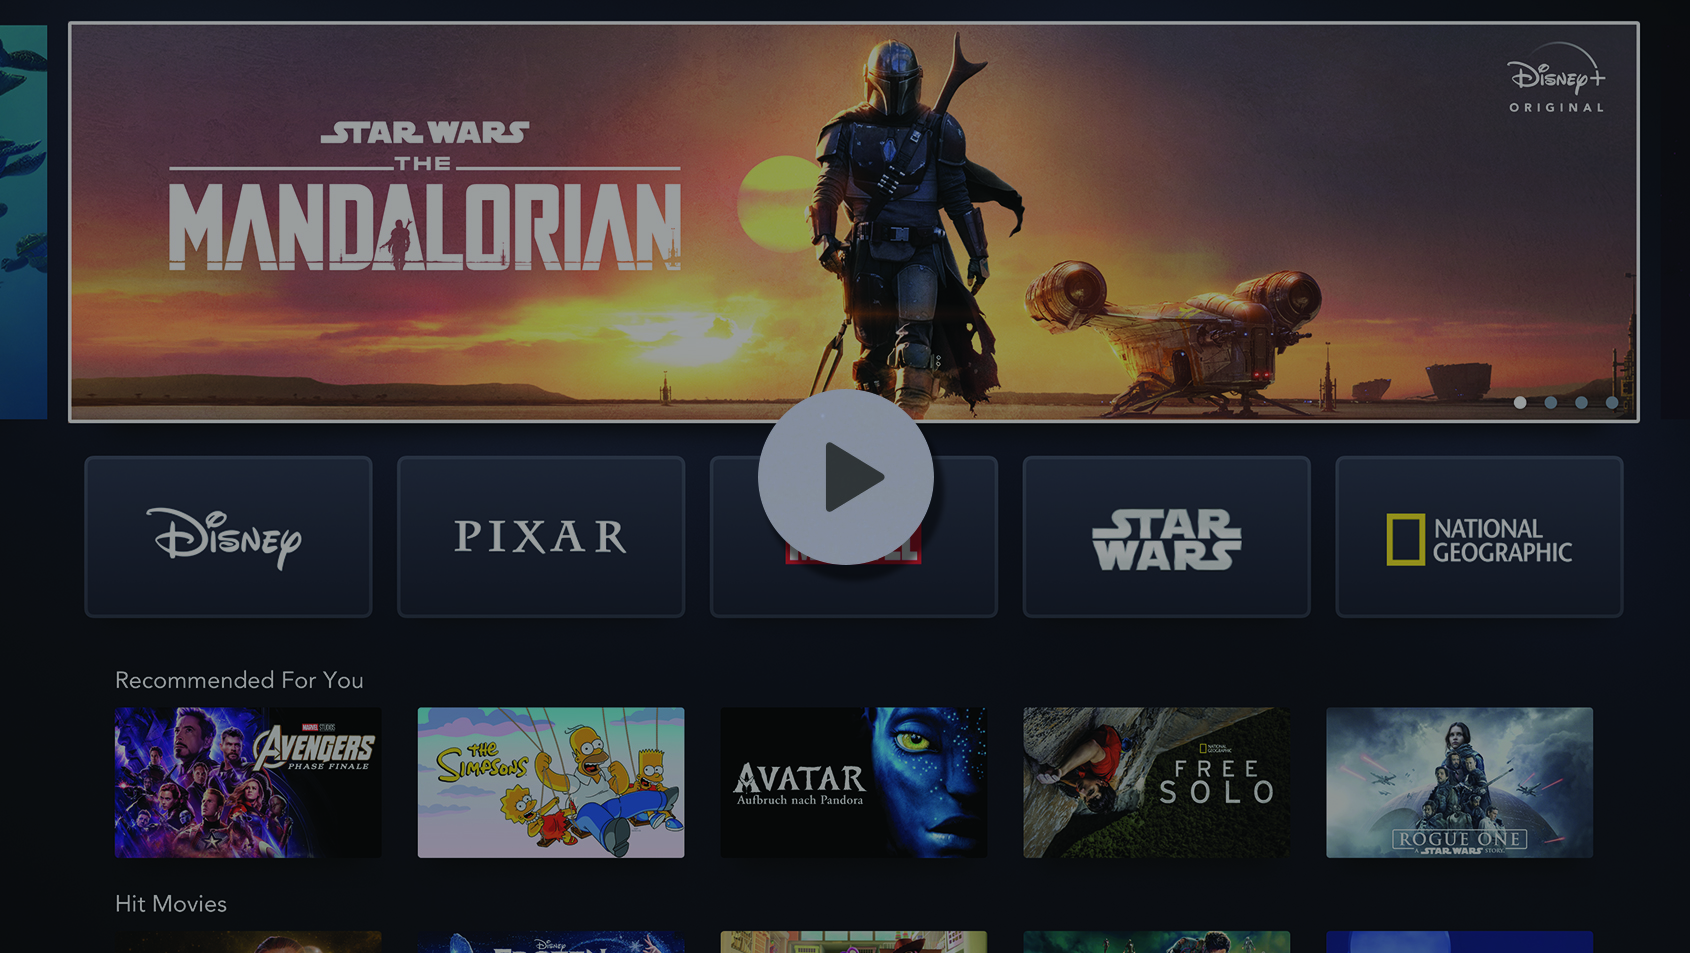 STAR WARS
THE
MANDALORIAN
Disney+
ORIGINAL
Disney
PIXAR
STAR
WARS
NATIONAL
GEOGRAPHIC
Recommended For You
MARVEL STUDIOS
AVENGERS
PHASE FINALE
THE
SIMPSONS
AVATAR
Aufbruch nach Pandora
NATIONAL
GEOGRAPHIC
FREE
SOLO
ROGUE ONE
A STAR WARS STORY
Hit Movies
Disney